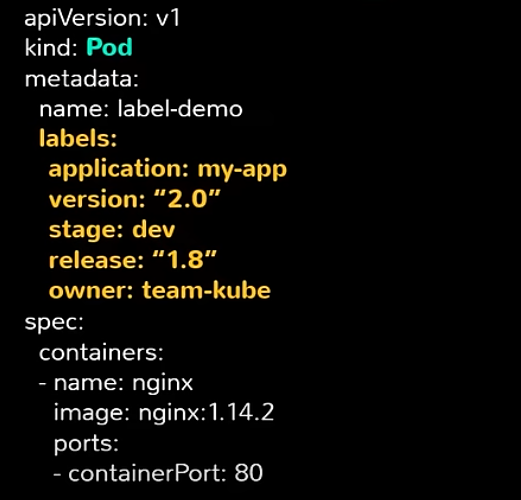 apiVersion: v1
kind: Pod
metadata:
  name: label-demo
  labels:
   application: my-app
   version: “2.0”
   stage: dev
   release: “1.8”
   owner: team-kube
spec:
  containers:
  - name: nginx
    image: nginx:1.14.2
    ports:
    - containerPort: 80